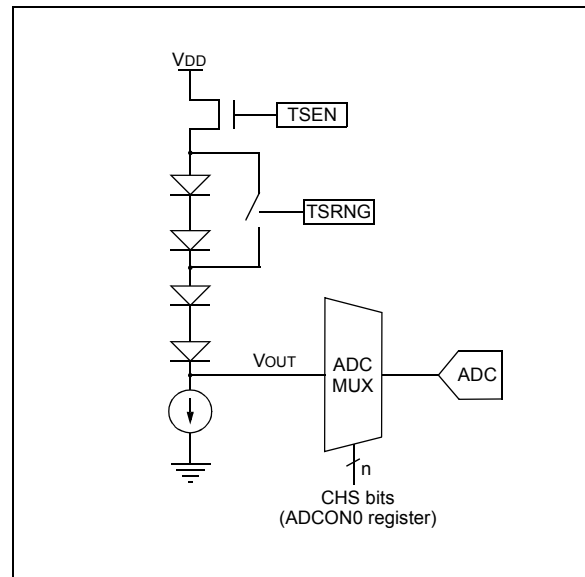 VDD
TSEN
TSRNG
VOUT
ADC
MUX
ADC
n
CHS bits
(ADCON0 register)